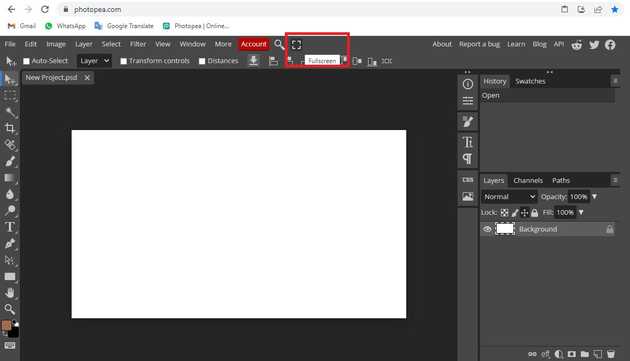 photopea.com
Gmail WhatsApp Google Translate Photopea | Online...
File Edit Image Layer Select Filter View Window More Account About Report a bug Learn Blog API
Auto-Select Layer Transform controls Distances Fullscreen
New Project.psd
History Swatches
Open
CSS
Layers Channels Paths
Normal Opacity: 100%
Lock: Fill: 100%
Background
eff